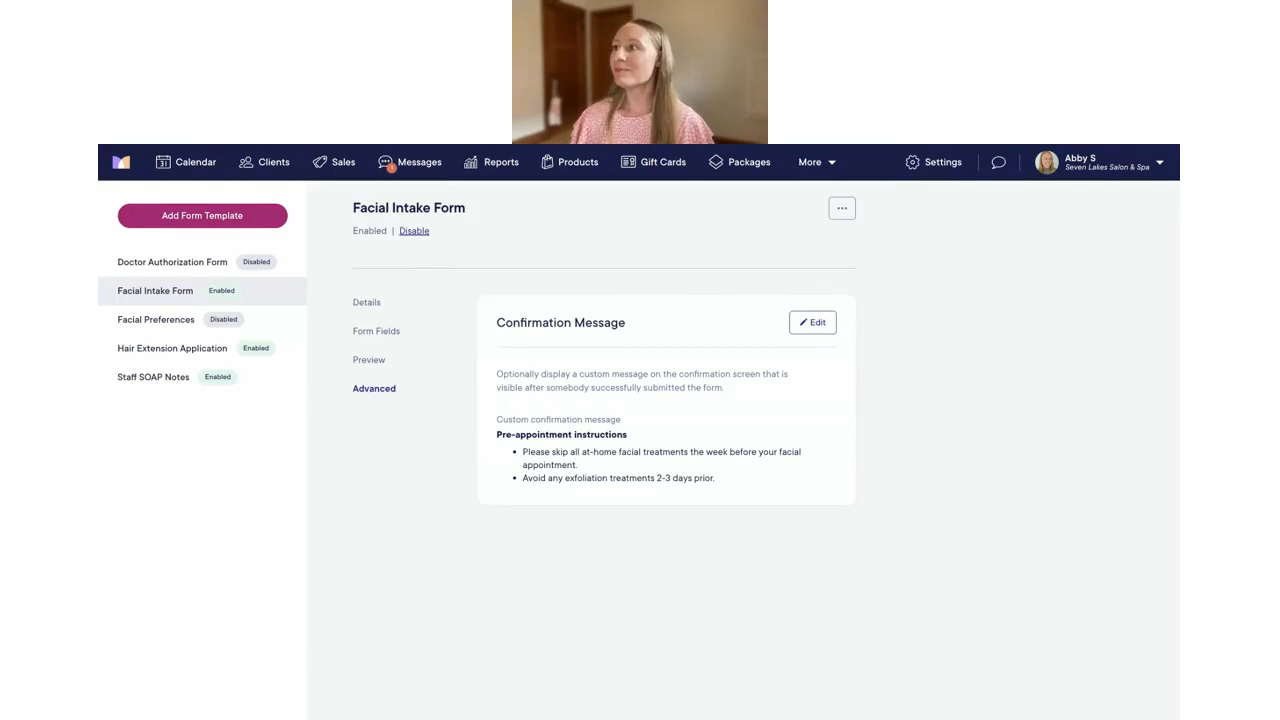 31 Calendar Clients Sales Messages Reports Products Gift Cards Packages More Settings Abby S
Seven Lakes Salon & Spa
Add Form Template
Doctor Authorization Form Disabled
Facial Intake Form Enabled
Facial Preferences Disabled
Hair Extension Application Enabled
Staff SOAP Notes Enabled
Facial Intake Form
Enabled | Disable
Details
Form Fields
Preview
Advanced
Confirmation Message
Edit
Optionally display a custom message on the confirmation screen that is
visible after somebody successfully submitted the form.
Custom confirmation message
Pre-appointment instructions
• Please skip all at-home facial treatments the week before your facial
appointment.
• Avoid any exfoliation treatments 2-3 days prior.